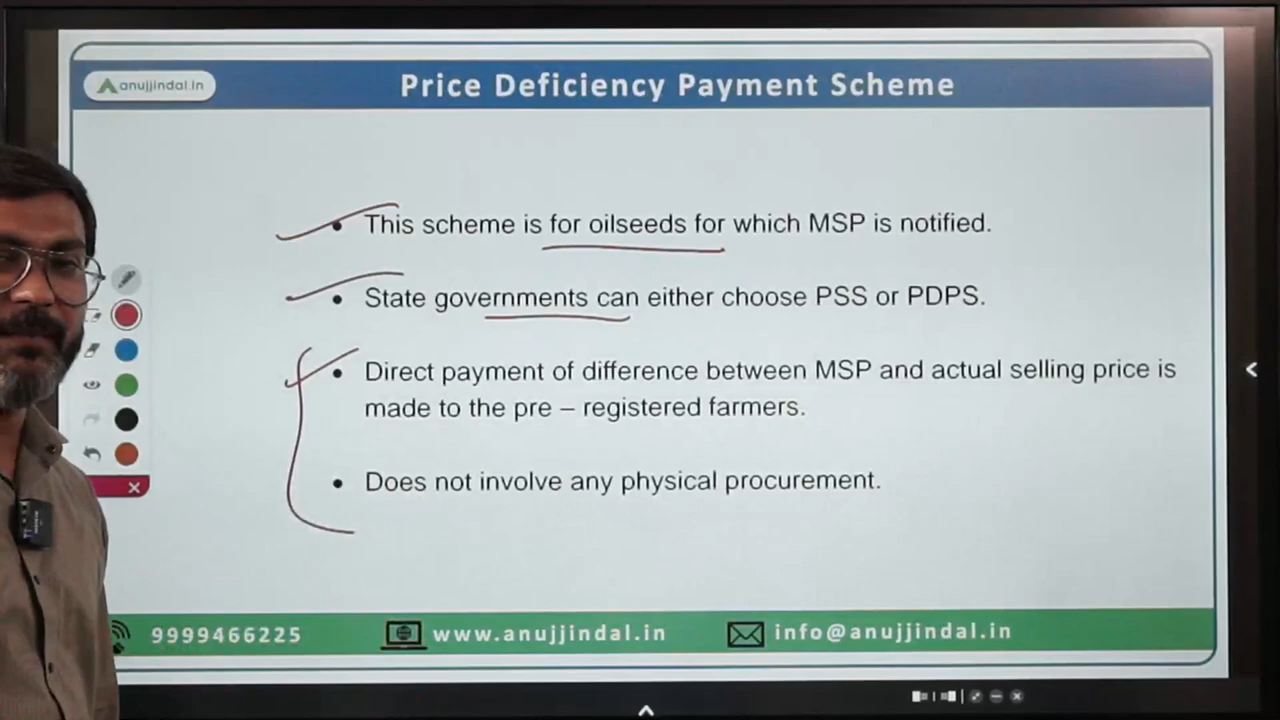 anujjindal.in
Price Deficiency Payment Scheme
• This scheme is for oilseeds for which MSP is notified.
• State governments can either choose PSS or PDPS.
• Direct payment of difference between MSP and actual selling price is
made to the pre – registered farmers.
• Does not involve any physical procurement.
9999466225
www.anujjindal.in
info@anujjindal.in